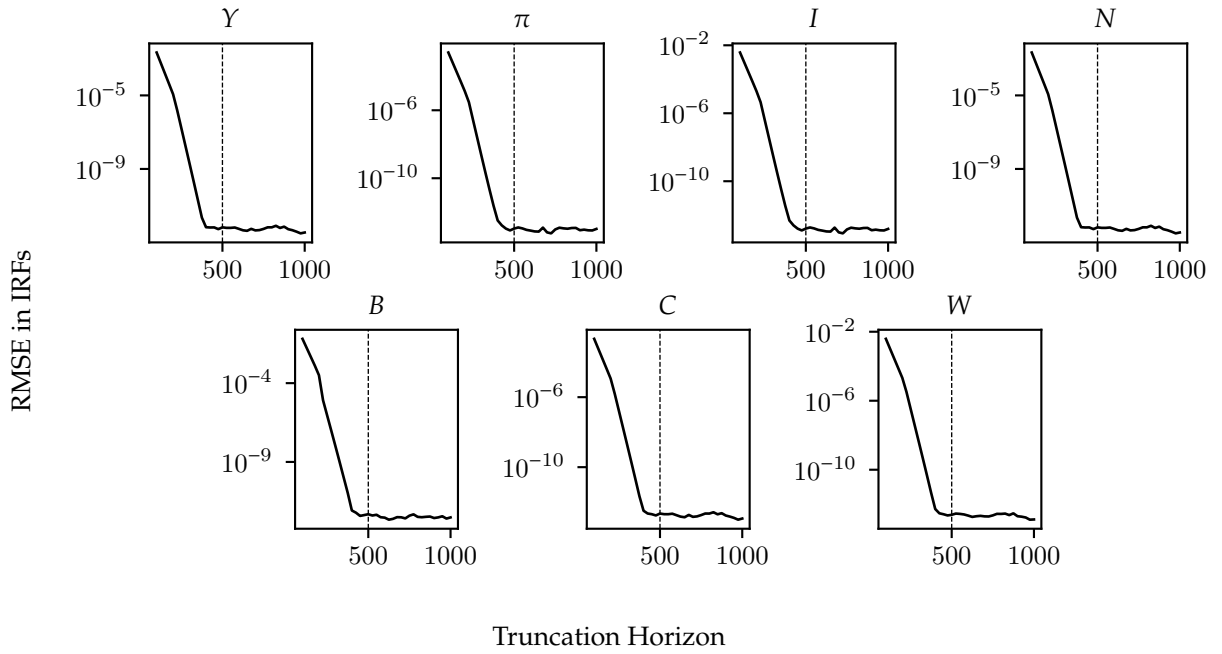 Y π I N
10⁻⁵ 10⁻⁹ 500 1000
10⁻⁶ 10⁻¹⁰ 500 1000
10⁻² 10⁻⁶ 10⁻¹⁰ 500 1000
10⁻⁵ 10⁻⁹ 500 1000
RMSE in IRFs
B C W
10⁻⁴ 10⁻⁹ 500 1000
10⁻⁶ 10⁻¹⁰ 500 1000
10⁻² 10⁻⁶ 10⁻¹⁰ 500 1000
Truncation Horizon